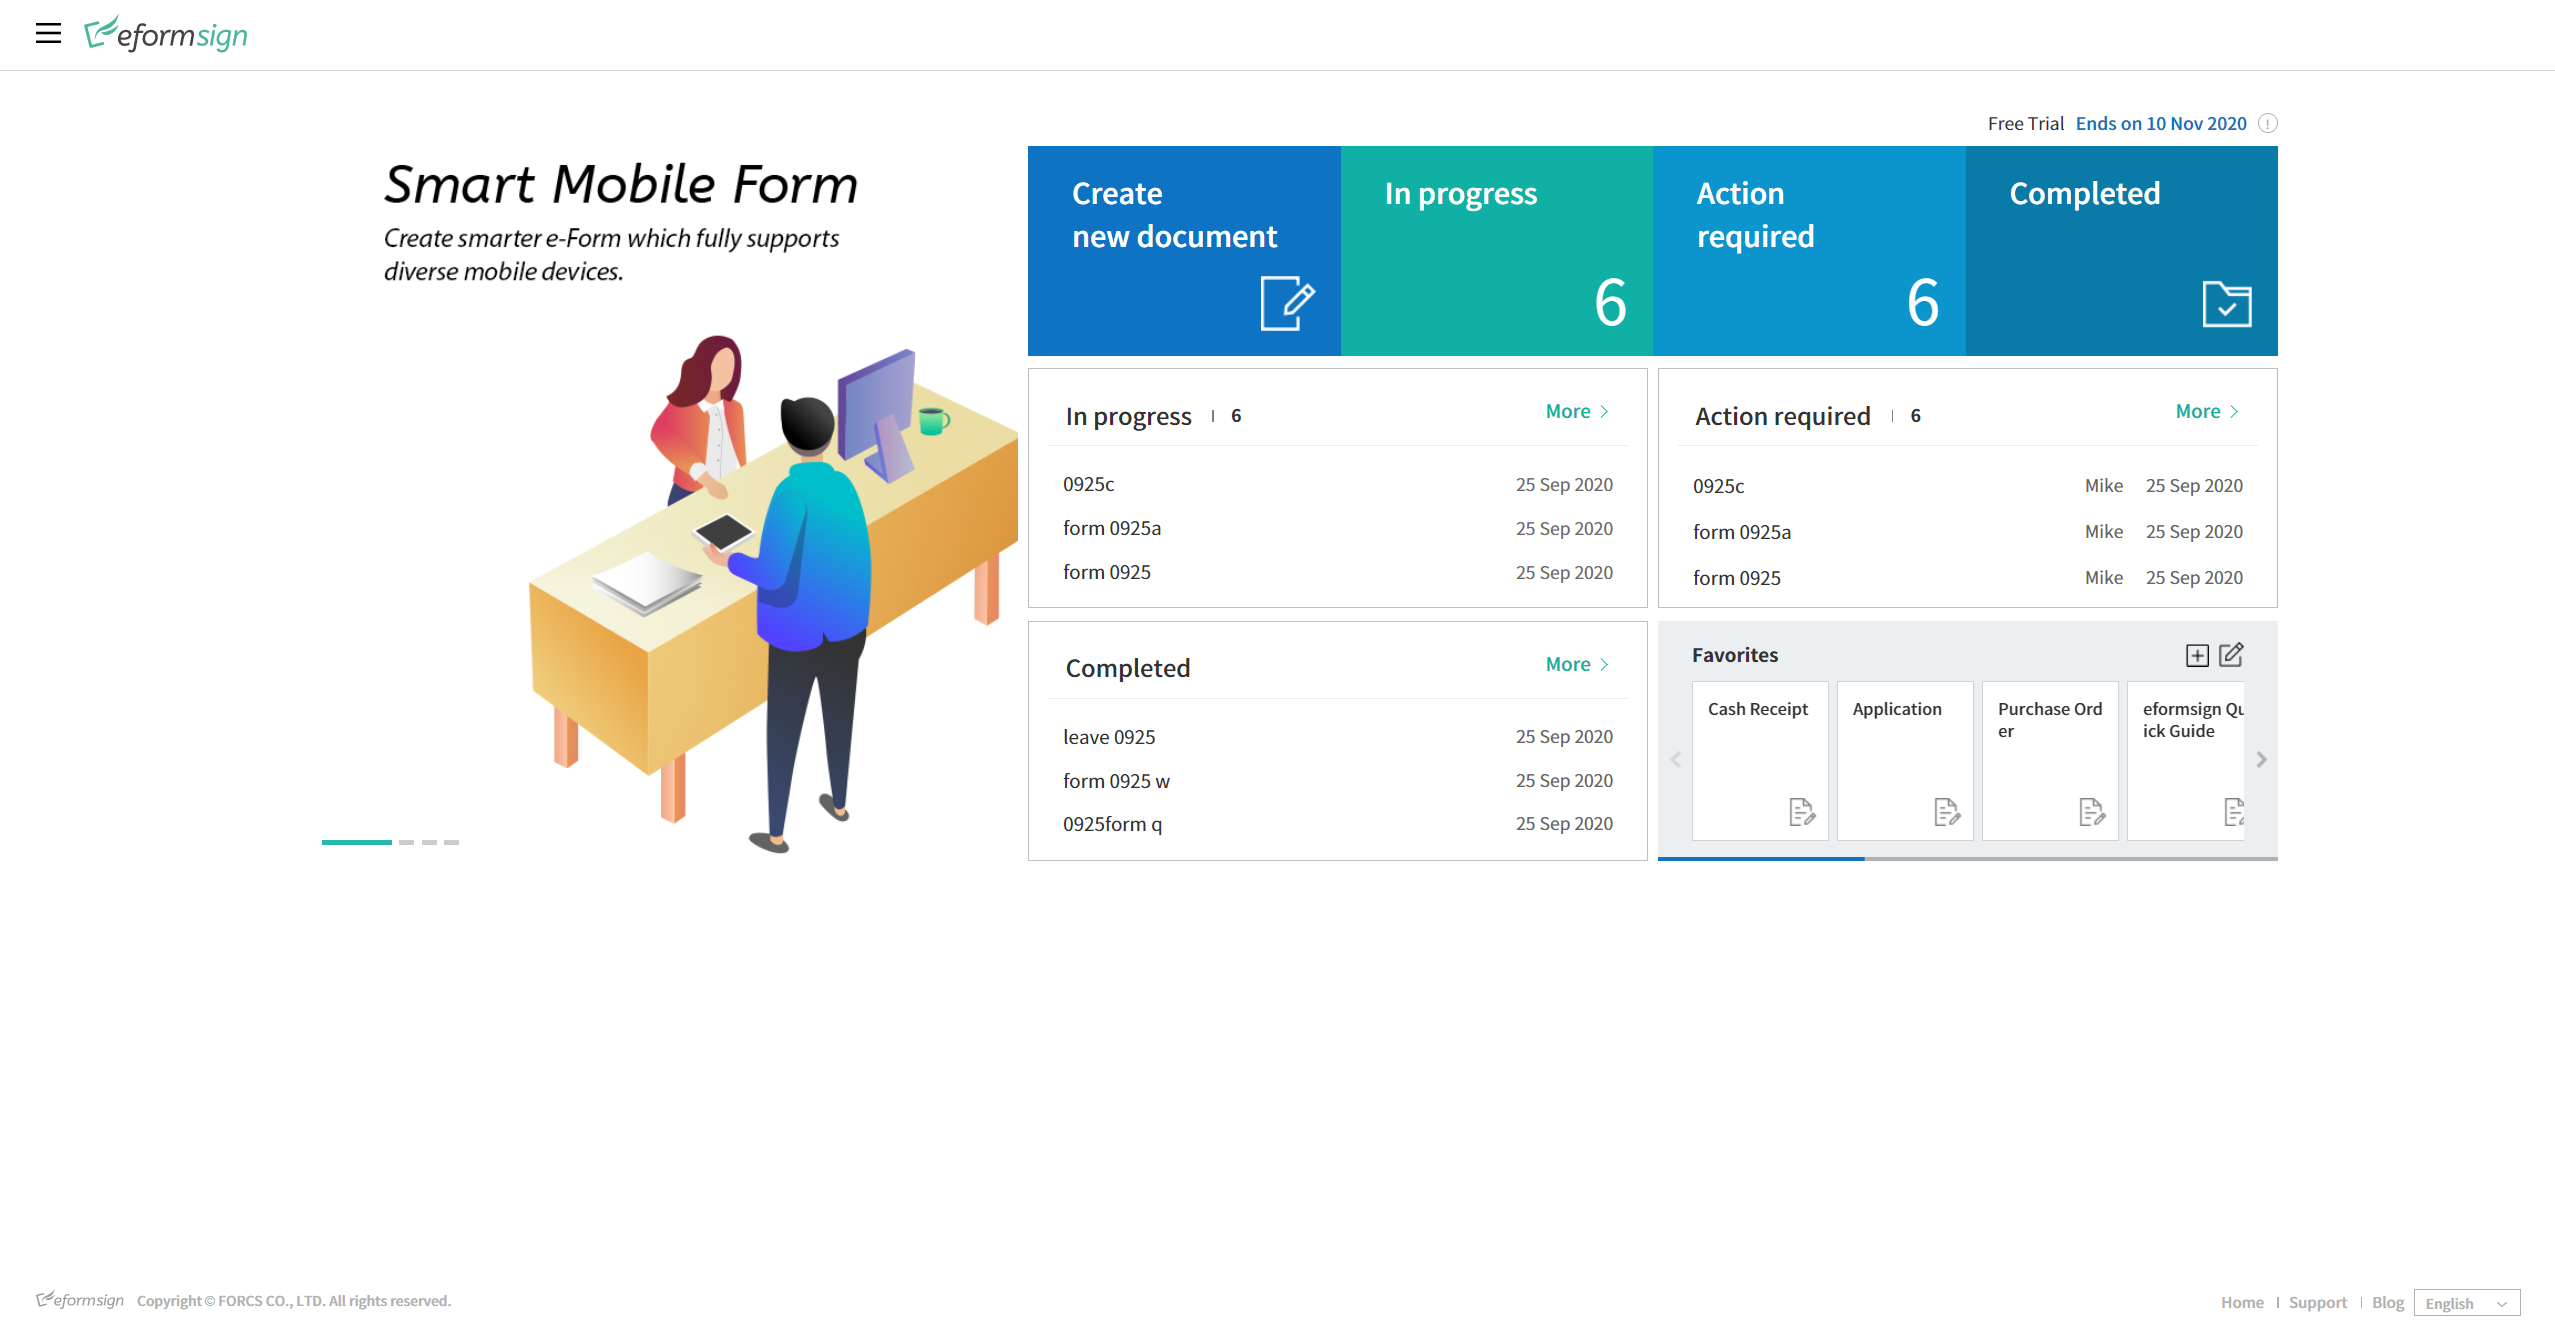 eformsign
Free Trial Ends on 10 Nov 2020
Smart Mobile Form
Create smarter e-Form which fully supports
diverse mobile devices.
Create
new document
In progress
6
Action
required
6
Completed
In progress 6 More
0925c 25 Sep 2020
form 0925a 25 Sep 2020
form 0925 25 Sep 2020
Action required 6 More
0925c Mike 25 Sep 2020
form 0925a Mike 25 Sep 2020
form 0925 Mike 25 Sep 2020
Completed More
leave 0925 25 Sep 2020
form 0925 w 25 Sep 2020
0925form q 25 Sep 2020
Favorites
Cash Receipt
Application
Purchase Ord
er
eformsign Qu
ick Guide
eformsign Copyright © FORCS CO., LTD. All rights reserved.
Home Support Blog English